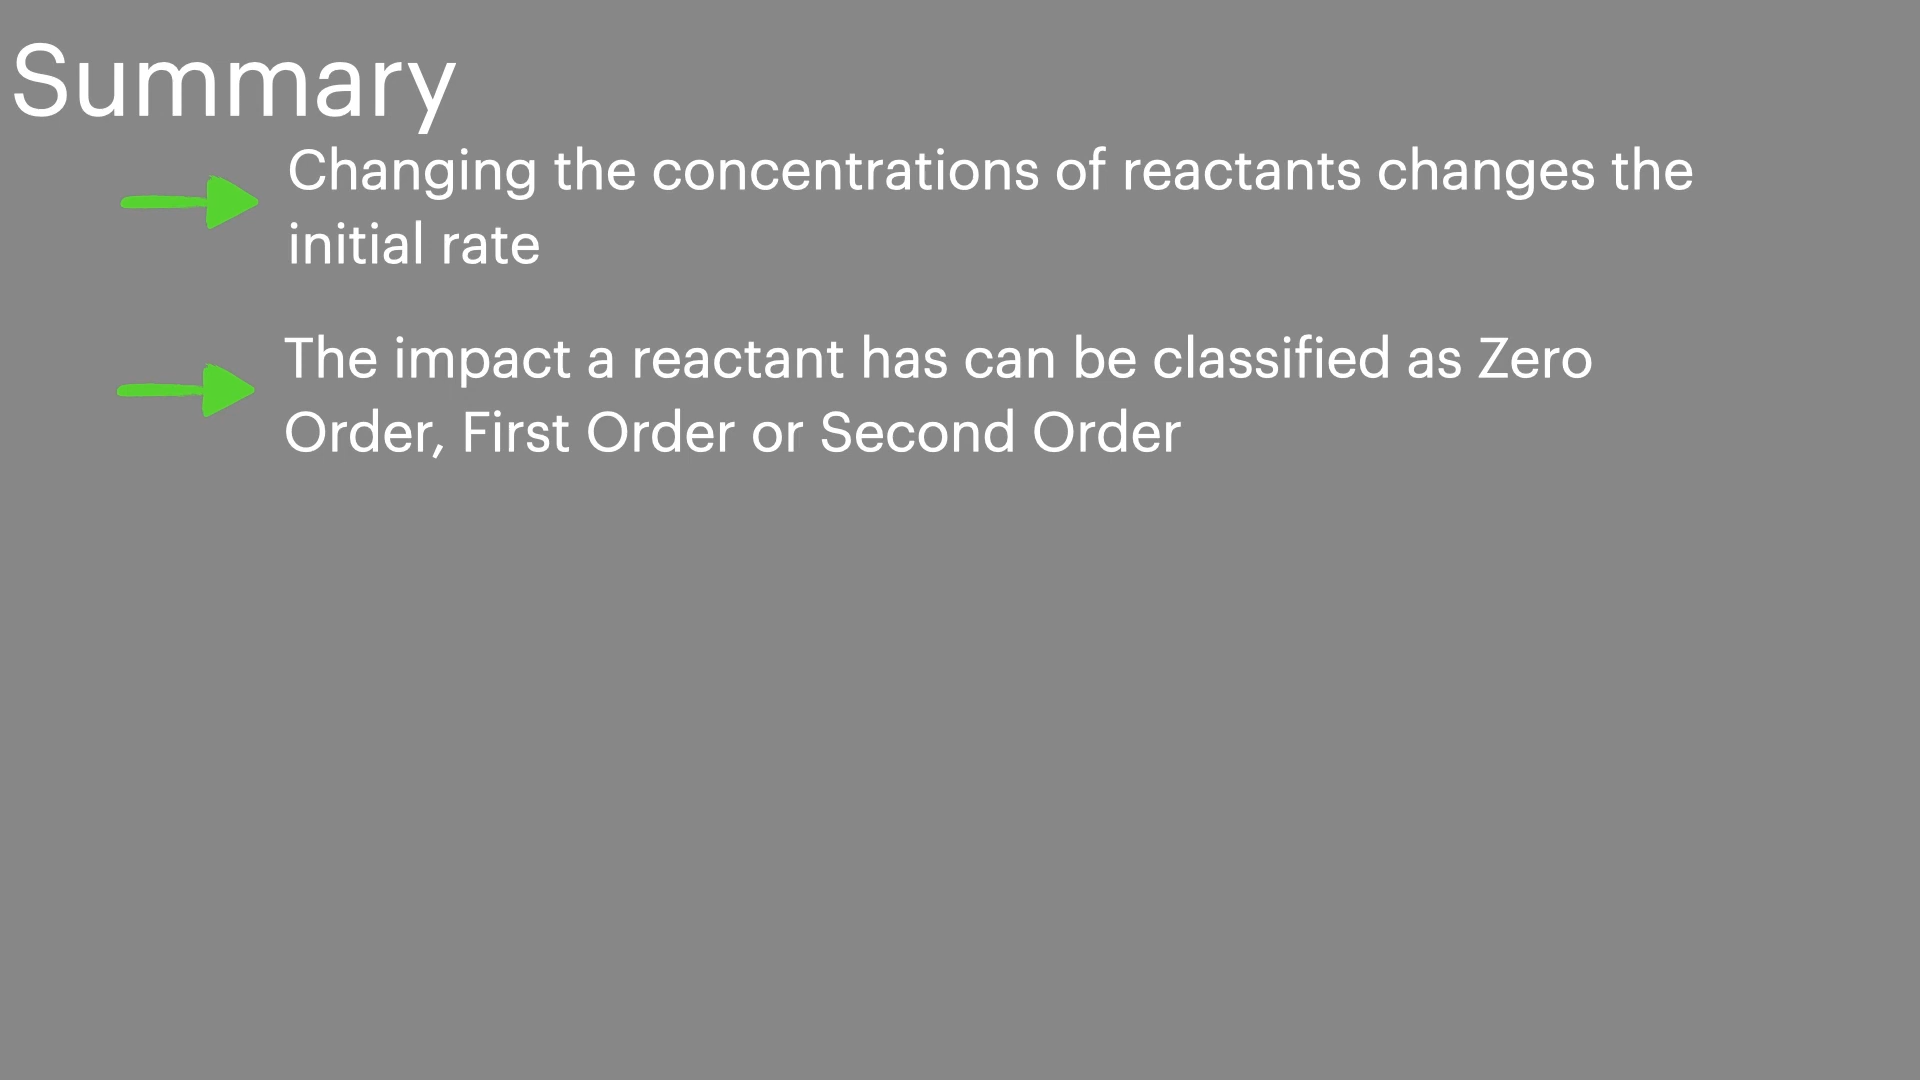 Summary
Changing the concentrations of reactants changes the
initial rate
The impact a reactant has can be classified as Zero
Order, First Order or Second Order